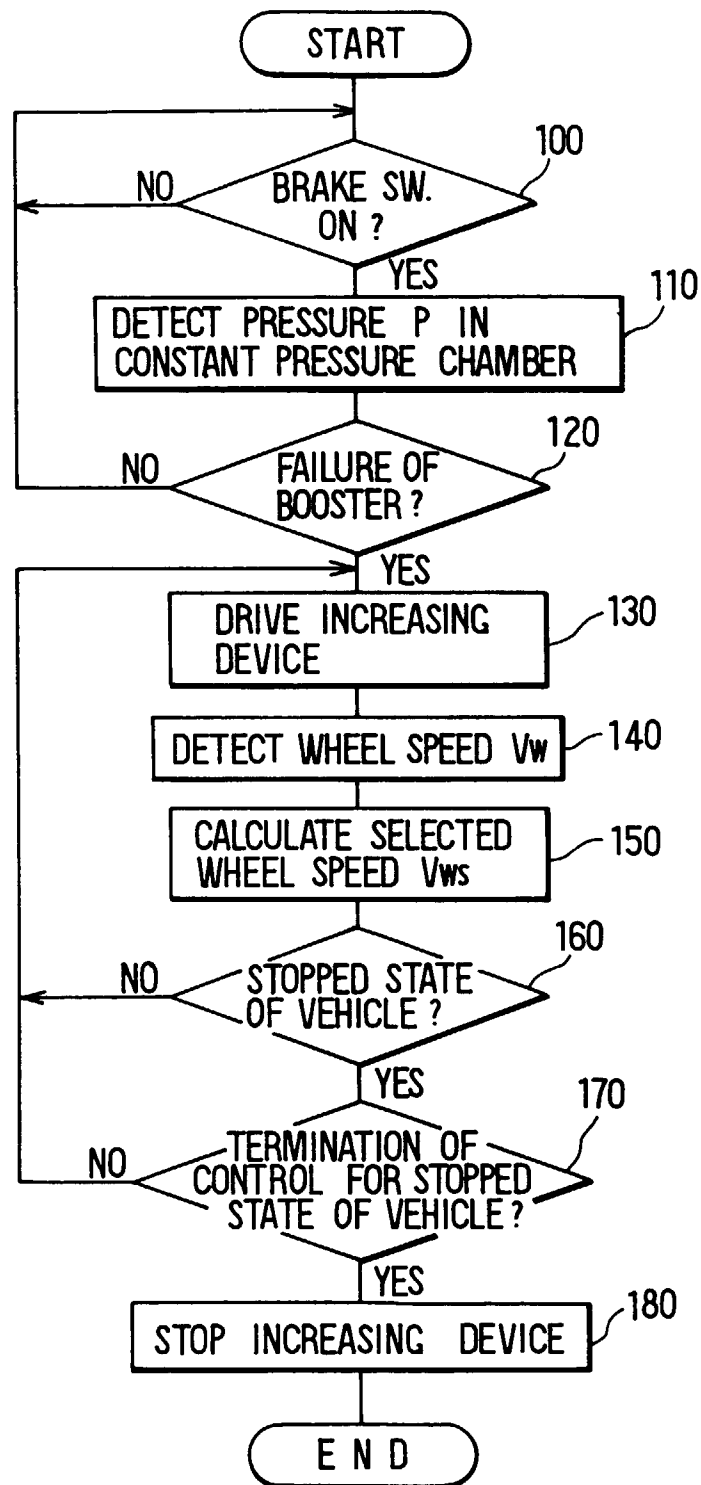 START
100
NO
BRAKE SW.
ON ?
YES
110
DETECT PRESSURE P IN
CONSTANT PRESSURE CHAMBER
120
NO
FAILURE OF
BOOSTER ?
YES
DRIVE INCREASING
DEVICE
130
DETECT WHEEL SPEED Vw
140
CALCULATE SELECTED
WHEEL SPEED Vws
150
160
NO
STOPPED STATE
OF VEHICLE ?
YES
170
NO
TERMINATION OF
CONTROL FOR STOPPED
STATE OF VEHICLE ?
YES
180
STOP INCREASING DEVICE
END